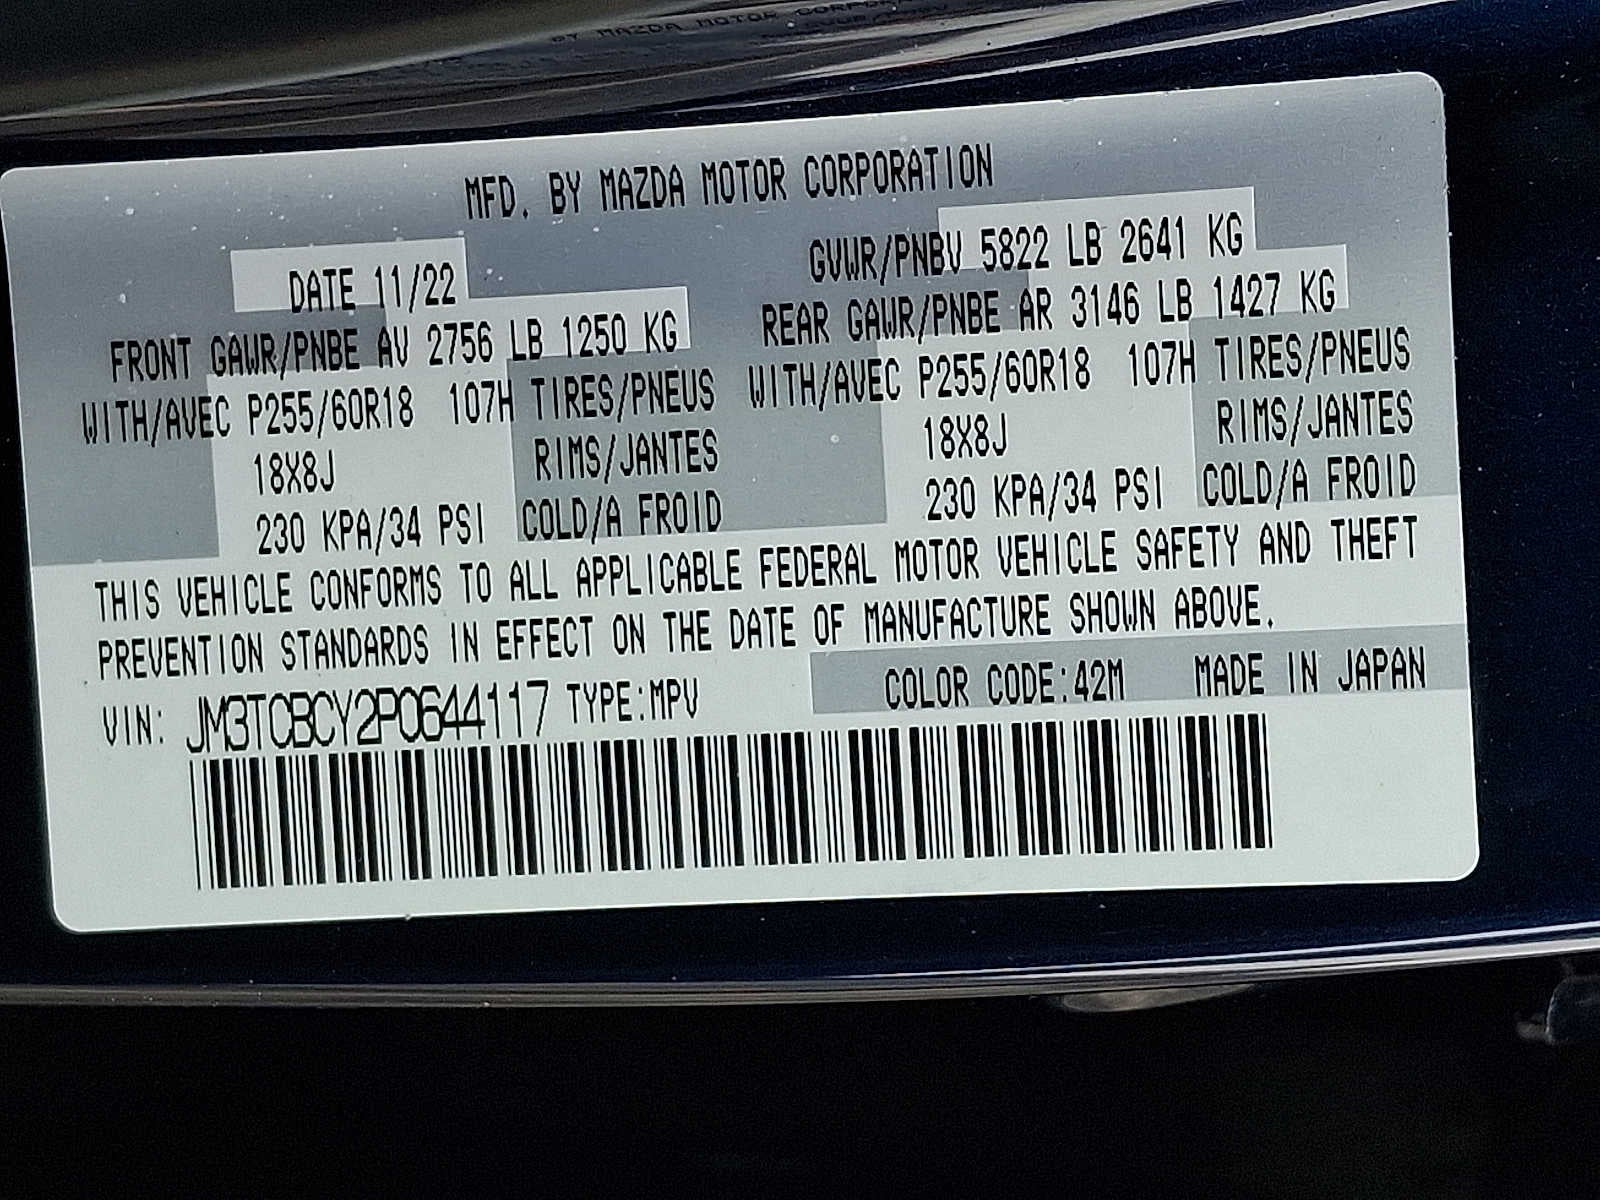 MFD. BY MAZDA MOTOR CORPORATION
DATE 11/22
GVWR/PNBV 5822 LB 2641 KG
FRONT GAWR/PNBE AV 2756 LB 1250 KG
REAR GAWR/PNBE AR 3146 LB 1427 KG
WITH/AVEC P255/60R18 107H TIRES/PNEUS
WITH/AVEC P255/60R18 107H TIRES/PNEUS
18X8J RIMS/JANTES
18X8J RIMS/JANTES
230 KPA/34 PSI COLD/A FROID
230 KPA/34 PSI COLD/A FROID
THIS VEHICLE CONFORMS TO ALL APPLICABLE FEDERAL MOTOR VEHICLE SAFETY AND THEFT
PREVENTION STANDARDS IN EFFECT ON THE DATE OF MANUFACTURE SHOWN ABOVE.
VIN: JM3TCBCY2P0644117 TYPE:MPV COLOR CODE:42M MADE IN JAPAN